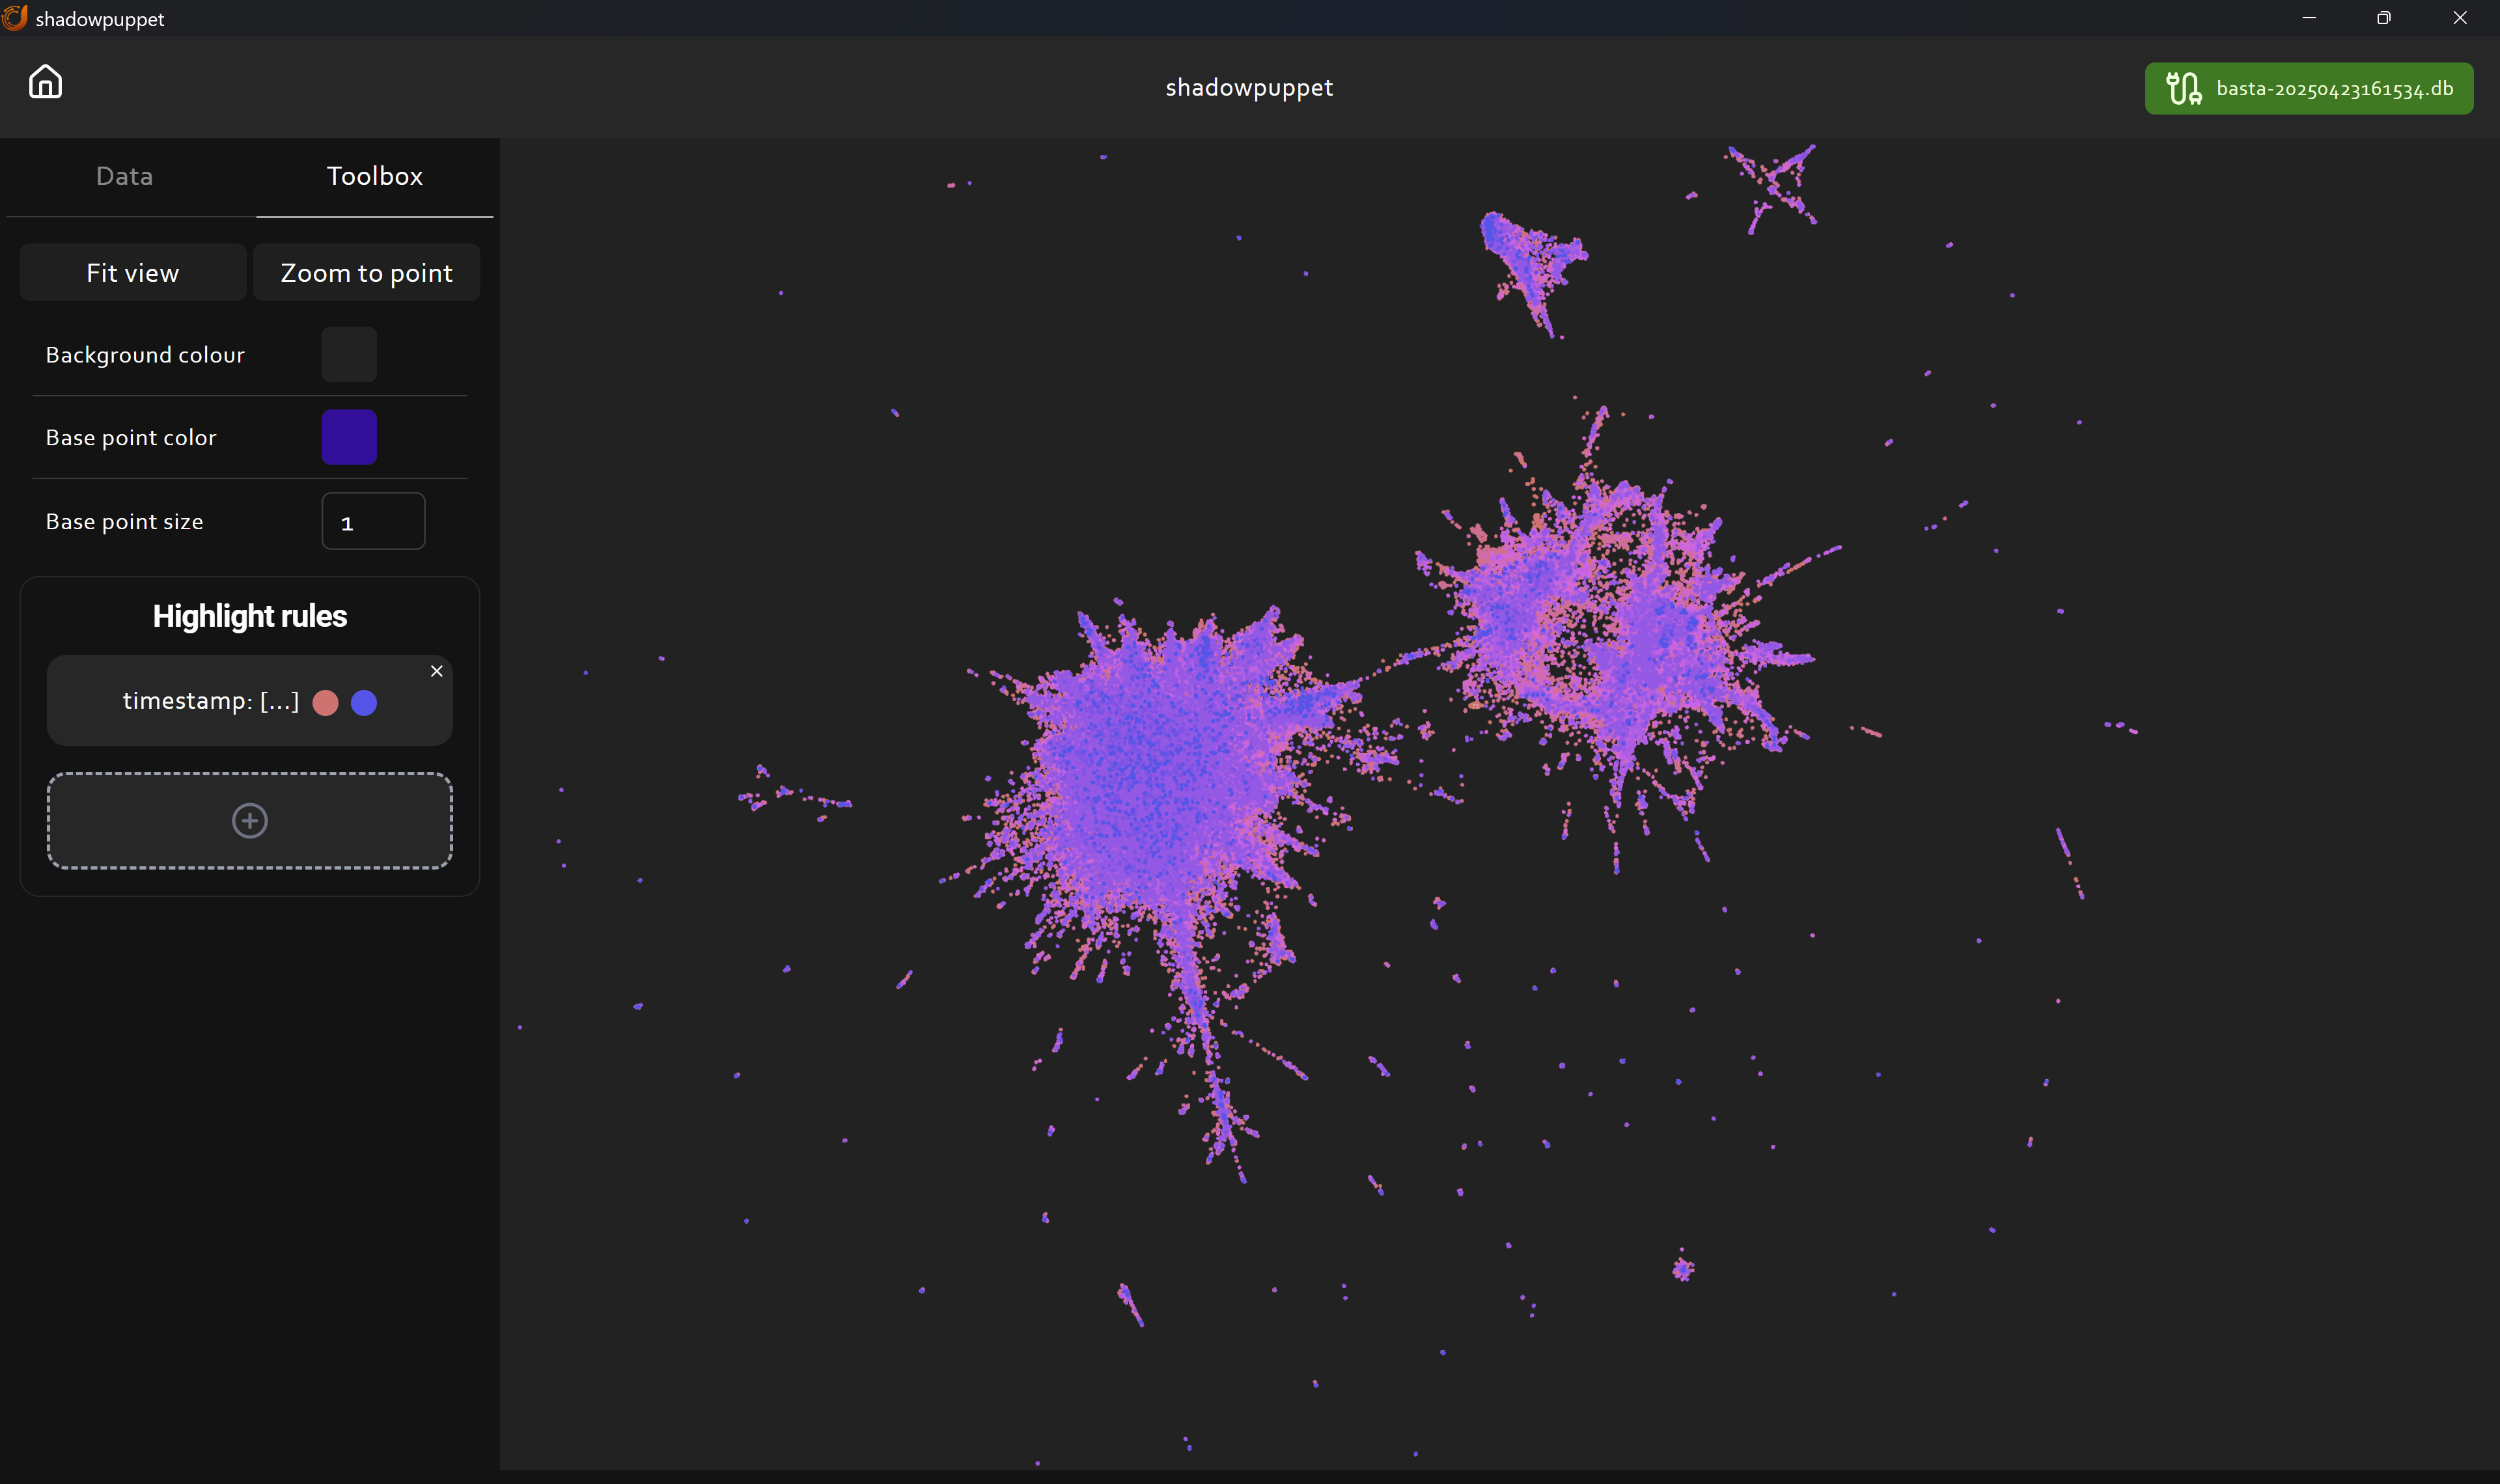 shadowpuppet
shadowpuppet
basta-20250423161534.db
Data
Toolbox
Fit view
Zoom to point
Background colour
Base point color
Base point size
1
Highlight rules
timestamp: [...]